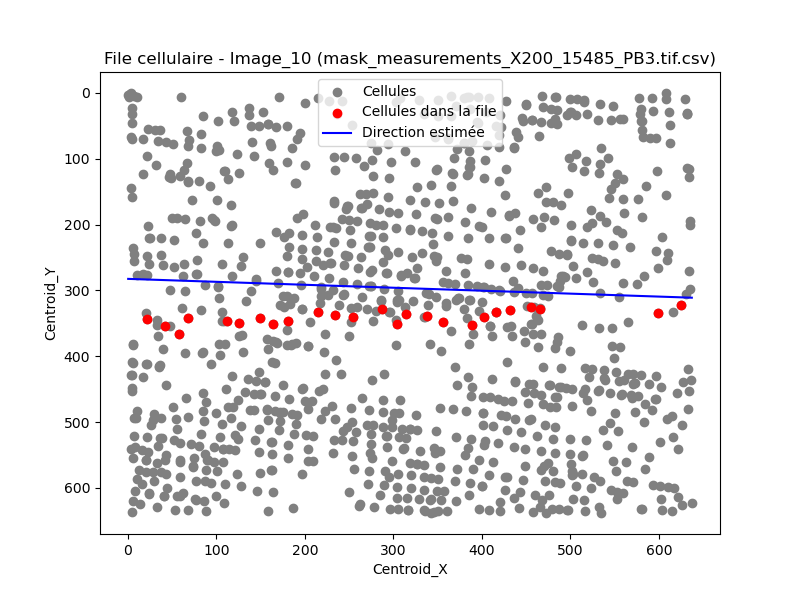 File cellulaire - Image_10 (mask_measurements_X200_15485_PB3.tif.csv)
Cellules
Cellules dans la file
Direction estimée
0
100
200
300
400
500
600
Centroid_Y
0 100 200 300 400 500 600
Centroid_X